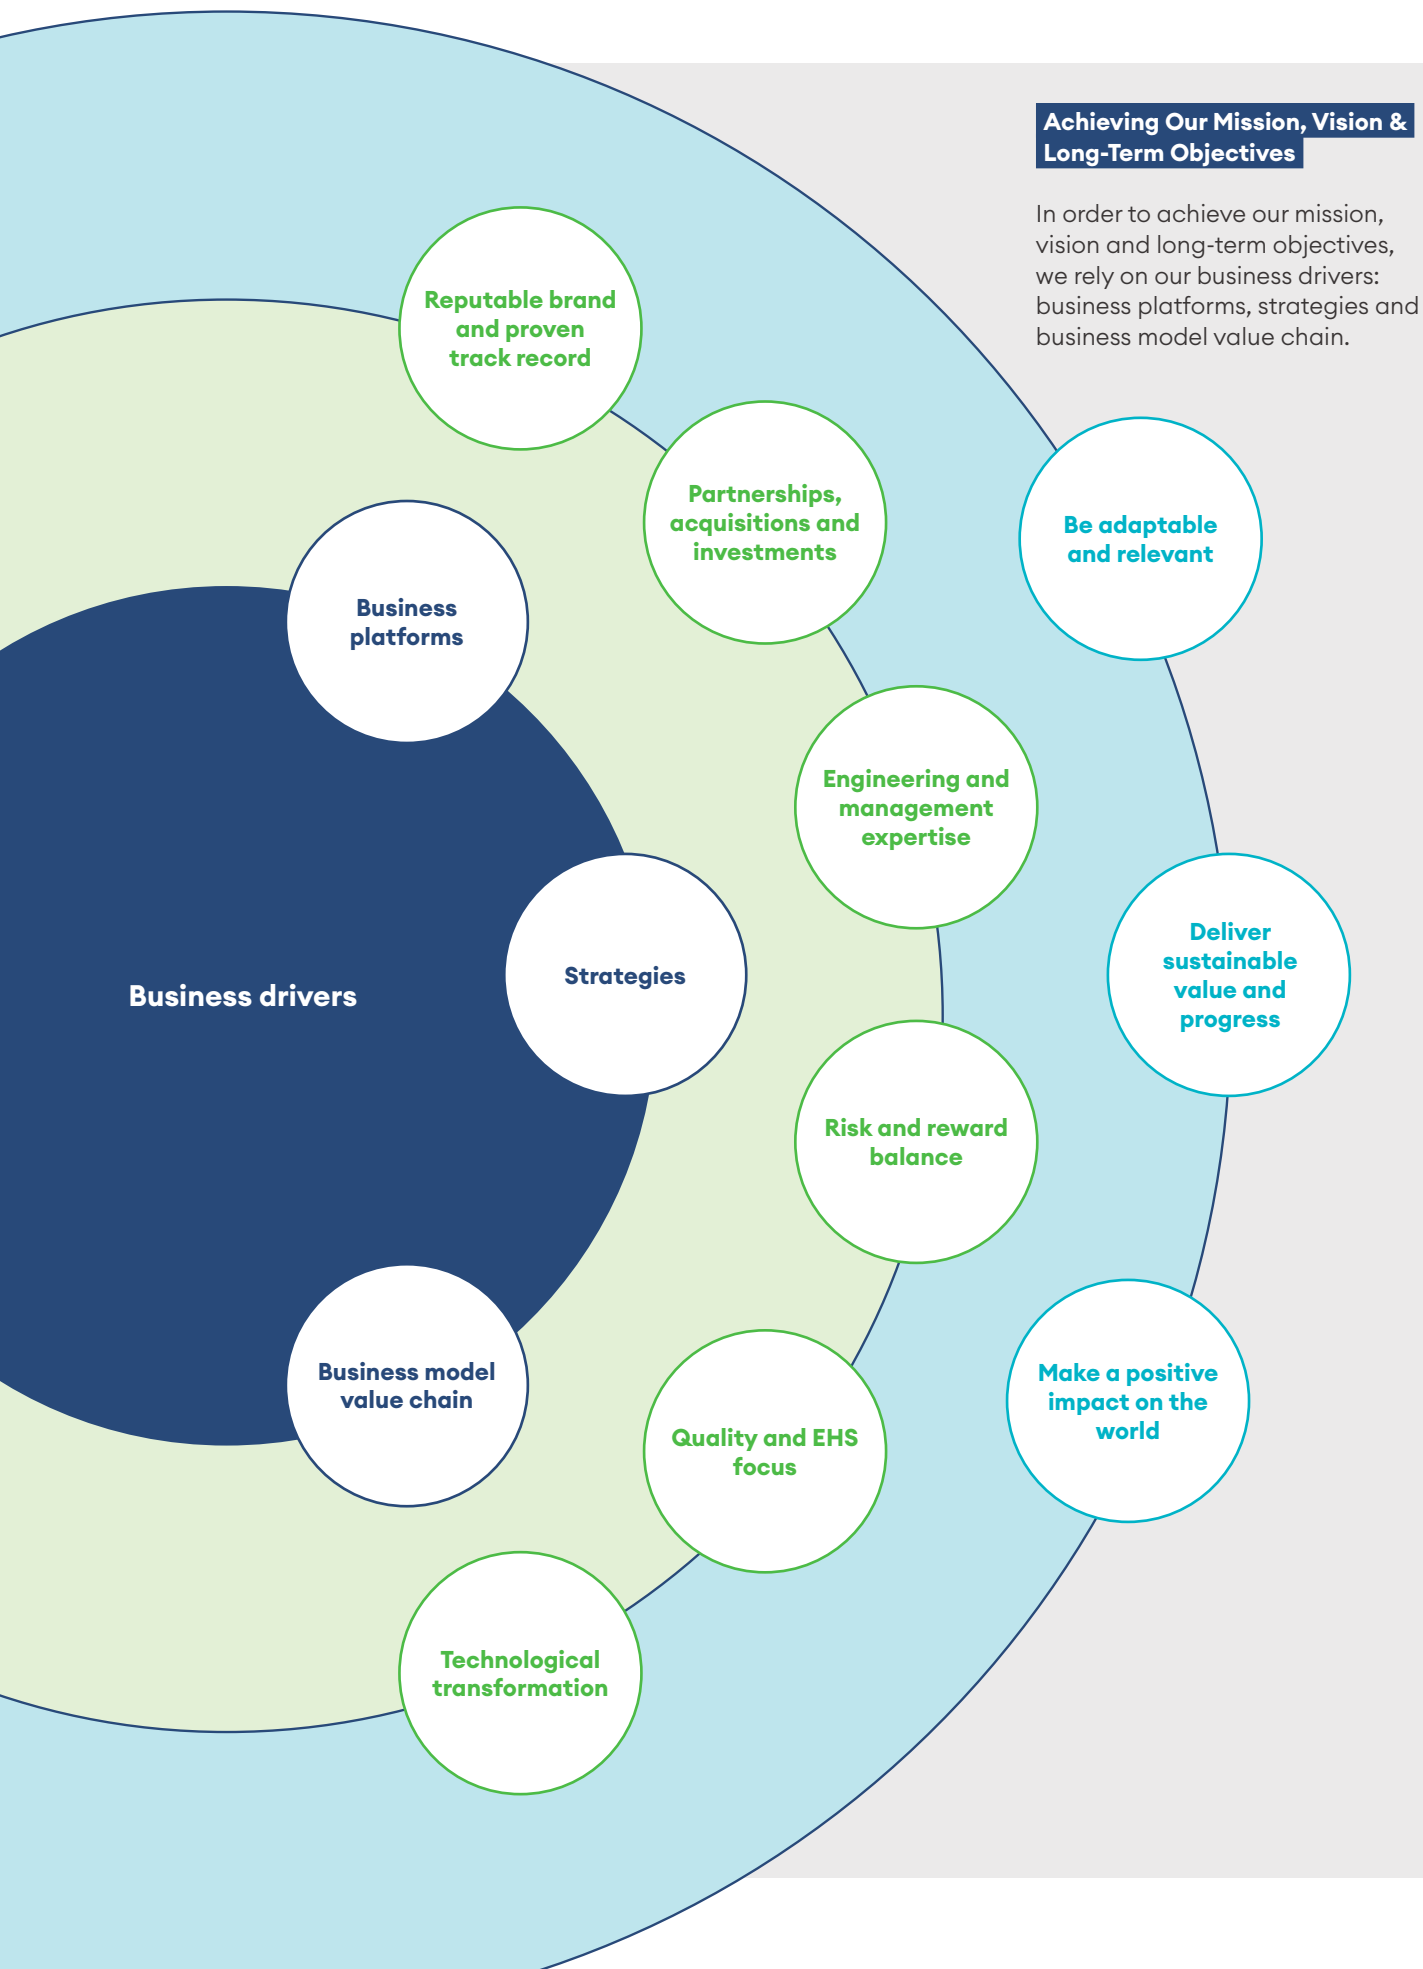 Achieving Our Mission, Vision &
Long-Term Objectives
In order to achieve our mission,
vision and long-term objectives,
we rely on our business drivers:
business platforms, strategies and
business model value chain.
Business drivers
Business
platforms
Strategies
Business model
value chain
Reputable brand
and proven
track record
Partnerships,
acquisitions and
investments
Engineering and
management
expertise
Risk and reward
balance
Quality and EHS
focus
Technological
transformation
Be adaptable
and relevant
Deliver
sustainable
value and
progress
Make a positive
impact on the
world